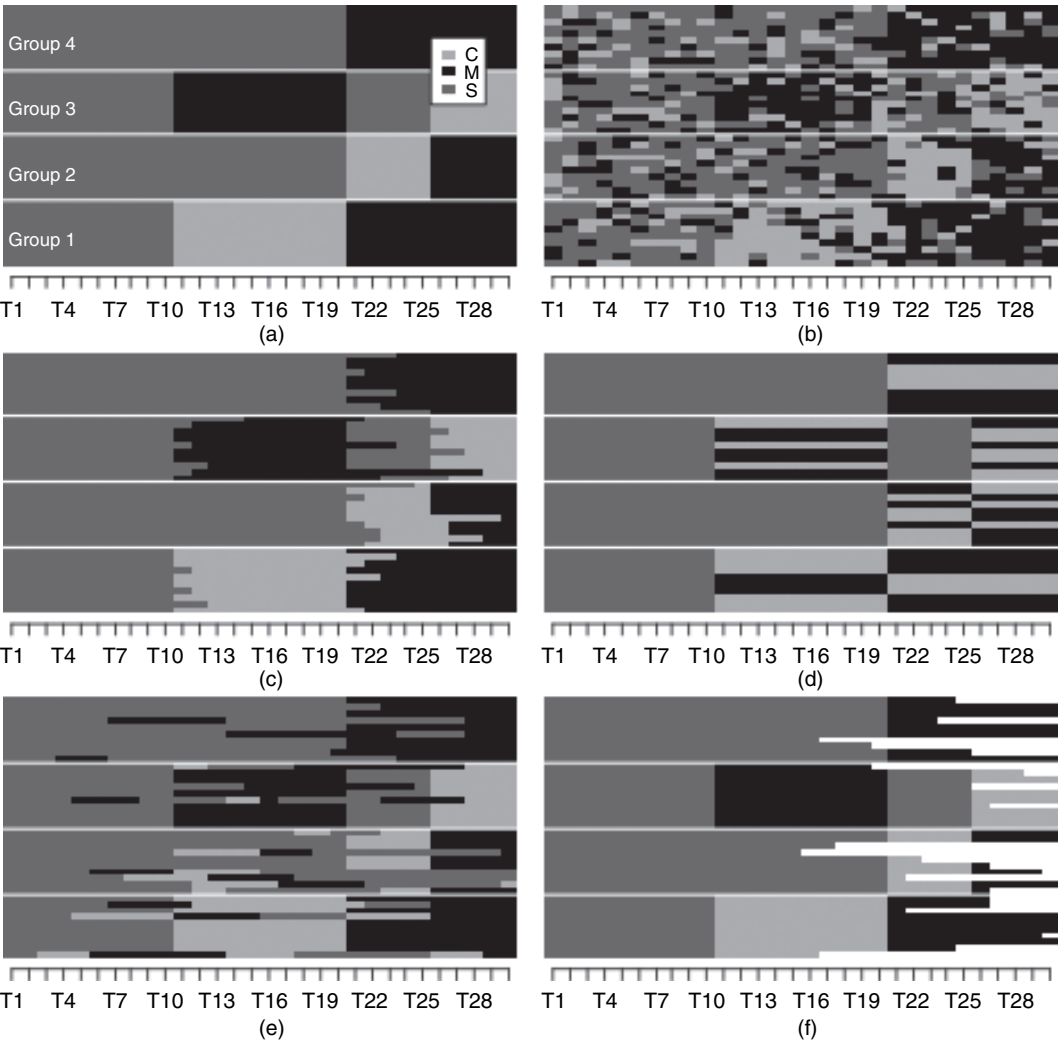 Group 4
C
M
S
Group 3
Group 2
Group 1
T1 T4 T7 T10 T13 T16 T19 T22 T25 T28
T1 T4 T7 T10 T13 T16 T19 T22 T25 T28
(a)
(b)
T1 T4 T7 T10 T13 T16 T19 T22 T25 T28
T1 T4 T7 T10 T13 T16 T19 T22 T25 T28
(c)
(d)
T1 T4 T7 T10 T13 T16 T19 T22 T25 T28
T1 T4 T7 T10 T13 T16 T19 T22 T25 T28
(e)
(f)